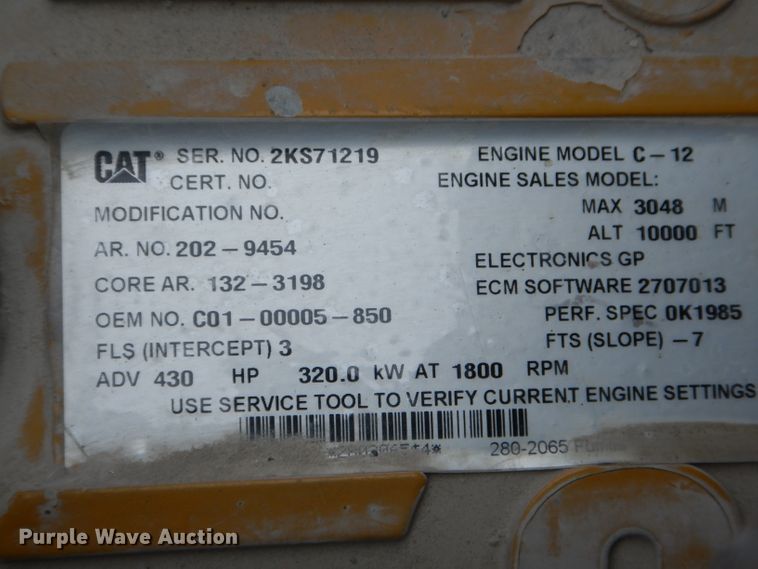 CAT® SER. NO. 2KS71219 ENGINE MODEL C-12
CERT. NO. ENGINE SALES MODEL:
MODIFICATION NO. MAX 3048 M
ALT 10000 FT
AR. NO. 202-9454 ELECTRONICS GP
CORE AR. 132-3198 ECM SOFTWARE 2707013
OEM NO. C01-00005-850 PERF. SPEC 0K1985
FLS (INTERCEPT) 3 FTS (SLOPE) -7
ADV 430 HP 320.0 kW AT 1800 RPM
USE SERVICE TOOL TO VERIFY CURRENT ENGINE SETTINGS
280-2065
Purple Wave Auction